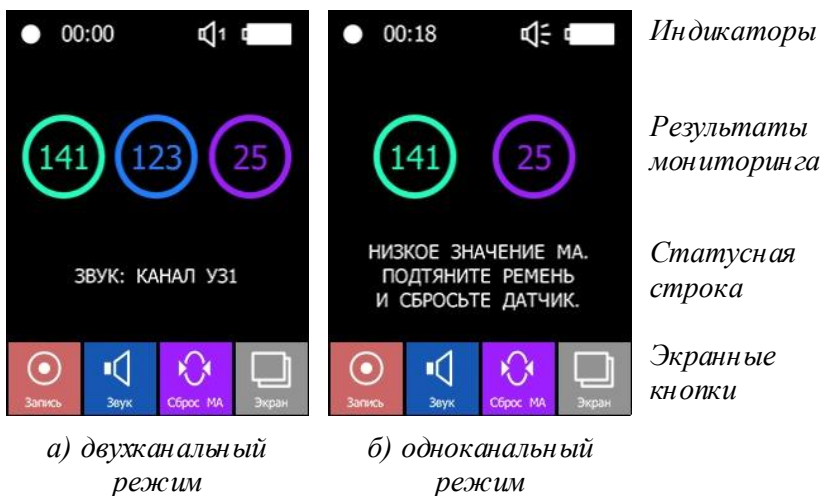 00:00
1
141
123
25
ЗВУК: КАНАЛ УЗ1
Запись
Звук
Сброс МА
Экран
а) двухканальный
режим
00:18
141
25
НИЗКОЕ ЗНАЧЕНИЕ МА.
ПОДТЯНИТЕ РЕМЕНЬ
И СБРОСЬТЕ ДАТЧИК.
Запись
Звук
Сброс МА
Экран
б) одноканальный
режим
Индикаторы
Результаты
мониторинга
Статусная
строка
Экранные
кнопки